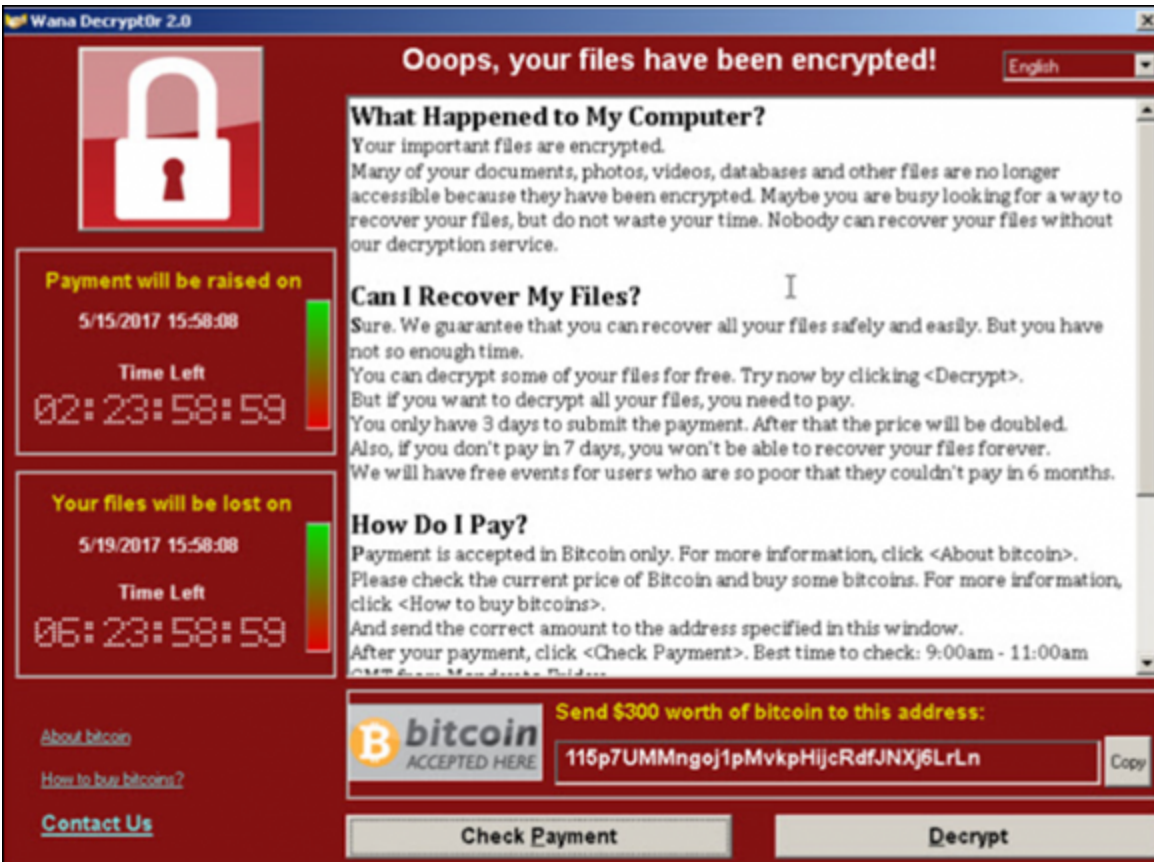 Wana Decrypt0r 2.0
Ooops, your files have been encrypted!
English
What Happened to My Computer?
Your important files are encrypted.
Many of your documents, photos, videos, databases and other files are no longer
accessible because they have been encrypted. Maybe you are busy looking for a way to
recover your files, but do not waste your time. Nobody can recover your files without
our decryption service.
Can I Recover My Files?
Sure. We guarantee that you can recover all your files safely and easily. But you have
not so enough time.
You can decrypt some of your files for free. Try now by clicking <Decrypt>.
But if you want to decrypt all your files, you need to pay.
You only have 3 days to submit the payment. After that the price will be doubled.
Also, if you don't pay in 7 days, you won't be able to recover your files forever.
We will have free events for users who are so poor that they couldn't pay in 6 months.
How Do I Pay?
Payment is accepted in Bitcoin only. For more information, click <About bitcoin>.
Please check the current price of Bitcoin and buy some bitcoins. For more information,
click <How to buy bitcoins>.
And send the correct amount to the address specified in this window.
After your payment, click <Check Payment>. Best time to check: 9:00am - 11:00am
GMT from Monday to Friday.
Payment will be raised on
5/15/2017 15:58:08
Time Left
02:23:58:59
Your files will be lost on
5/19/2017 15:58:08
Time Left
06:23:58:59
About bitcoin
How to buy bitcoins?
Contact Us
bitcoin
ACCEPTED HERE
Send $300 worth of bitcoin to this address:
115p7UMMngoj1pMvkpHijcRdfJNXj6LrLn
Copy
Check Payment
Decrypt